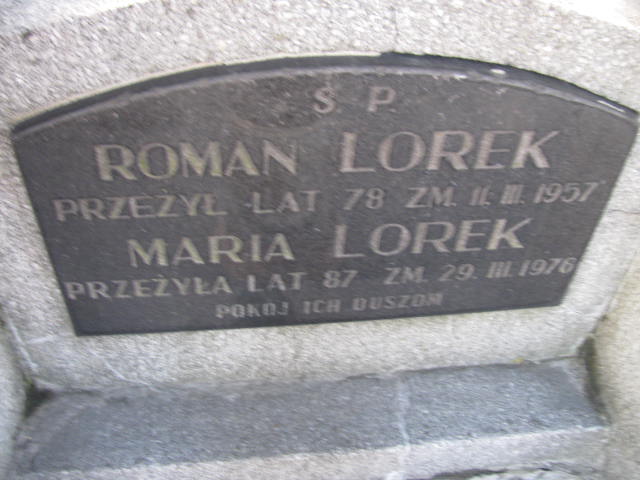 Ś P
ROMAN LOREK
PRZEŻYŁ LAT 78 ZM. 11. III. 1957
MARIA LOREK
PRZEŻYŁA LAT 87 ZM. 29. III. 1976
POKÓJ ICH DUSZOM